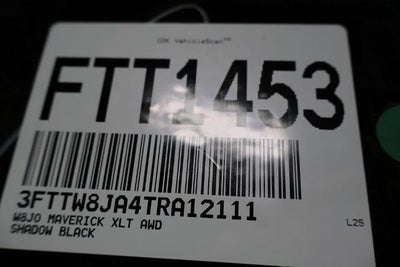 CDK VehicleScan™
FTT1453
3FTTW8JA4TRA12111
W8J0 MAVERICK XLT AWD
SHADOW BLACK
L25